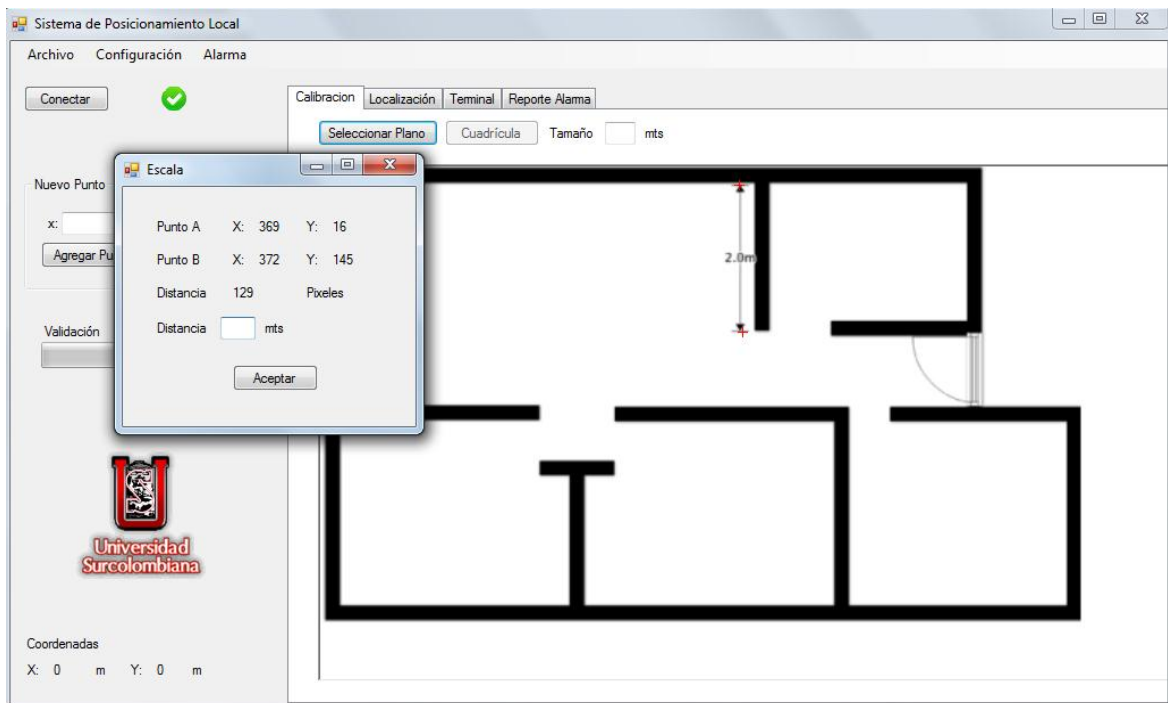 Sistema de Posicionamiento Local
Archivo Configuración Alarma
Conectar
Calibracion Localización Terminal Reporte Alarma
Seleccionar Plano Cuadrícula Tamaño mts
Nuevo Punto
x:
Agregar Pu
Validación
Escala
Punto A X: 369 Y: 16
Punto B X: 372 Y: 145
Distancia 129 Pixeles
Distancia mts
Aceptar
2.0m
Universidad
Surcolombiana
Coordenadas
X: 0 m Y: 0 m